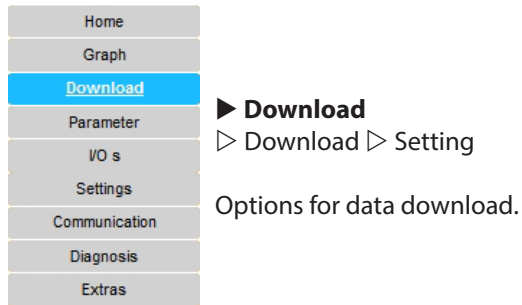 Home
Graph
Download
Parameter
I/O s
Settings
Communication
Diagnosis
Extras
▶ Download
▷ Download ▷ Setting
Options for data download.